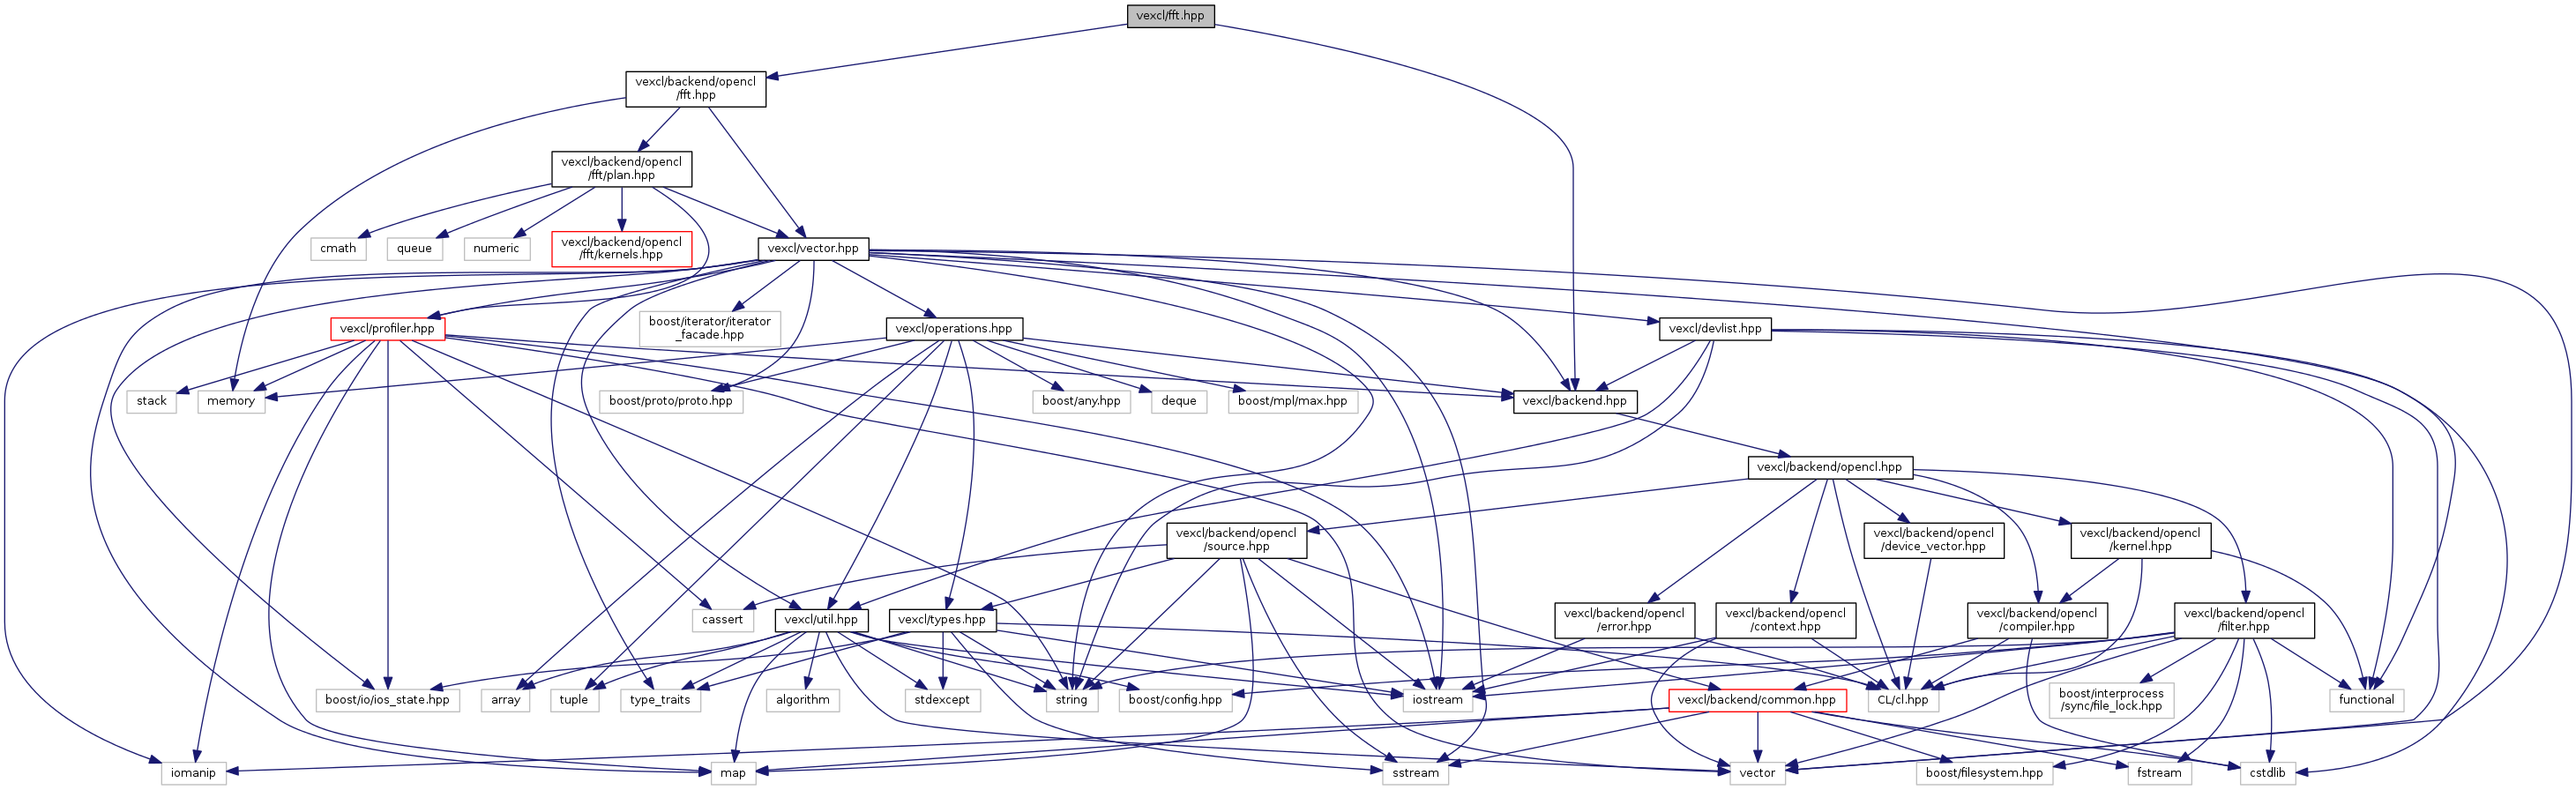 vexcl/fft.hpp
vexcl/backend/opencl
/fft.hpp
vexcl/backend/opencl
/fft/plan.hpp
cmath
queue
numeric
vexcl/backend/opencl
/fft/kernels.hpp
vexcl/vector.hpp
vexcl/profiler.hpp
boost/iterator/iterator
_facade.hpp
vexcl/operations.hpp
vexcl/devlist.hpp
stack
memory
boost/proto/proto.hpp
boost/any.hpp
deque
boost/mpl/max.hpp
vexcl/backend.hpp
vexcl/backend/opencl.hpp
vexcl/backend/opencl
/source.hpp
vexcl/backend/opencl
/device_vector.hpp
vexcl/backend/opencl
/kernel.hpp
cassert
vexcl/util.hpp
vexcl/types.hpp
vexcl/backend/opencl
/error.hpp
vexcl/backend/opencl
/context.hpp
vexcl/backend/opencl
/compiler.hpp
vexcl/backend/opencl
/filter.hpp
boost/io/ios_state.hpp
array
tuple
type_traits
algorithm
stdexcept
string
boost/config.hpp
iostream
vexcl/backend/common.hpp
CL/cl.hpp
boost/interprocess
/sync/file_lock.hpp
functional
iomanip
map
sstream
vector
boost/filesystem.hpp
fstream
cstdlib